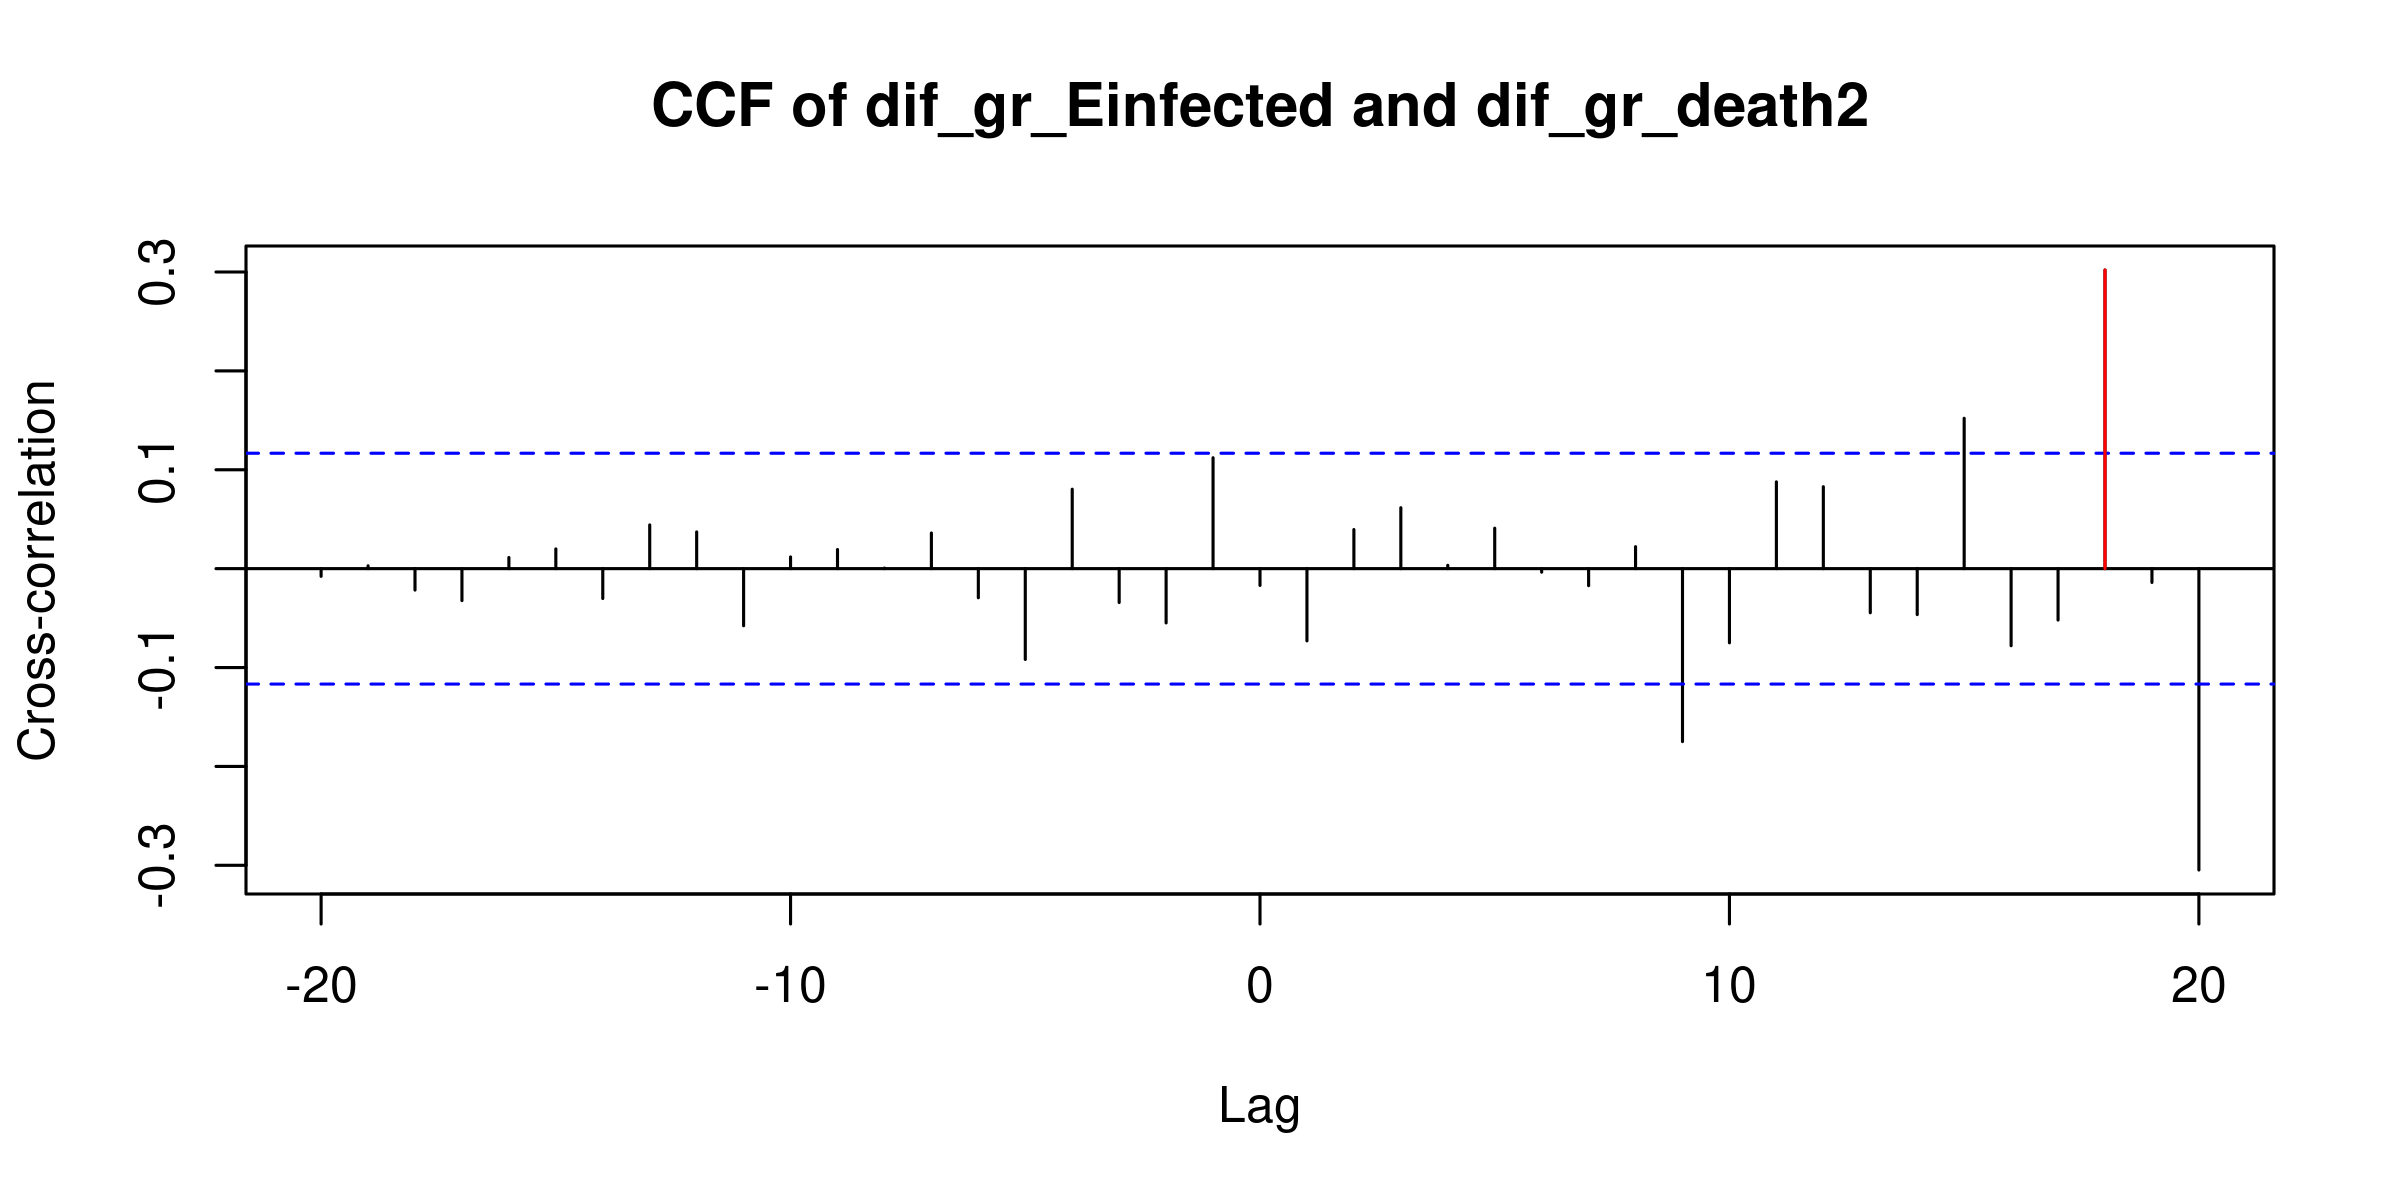 CCF of dif_gr_Einfected and dif_gr_death2
Cross-correlation
0.3
0.1
-0.1
-0.3
-20 -10 0 10 20
Lag